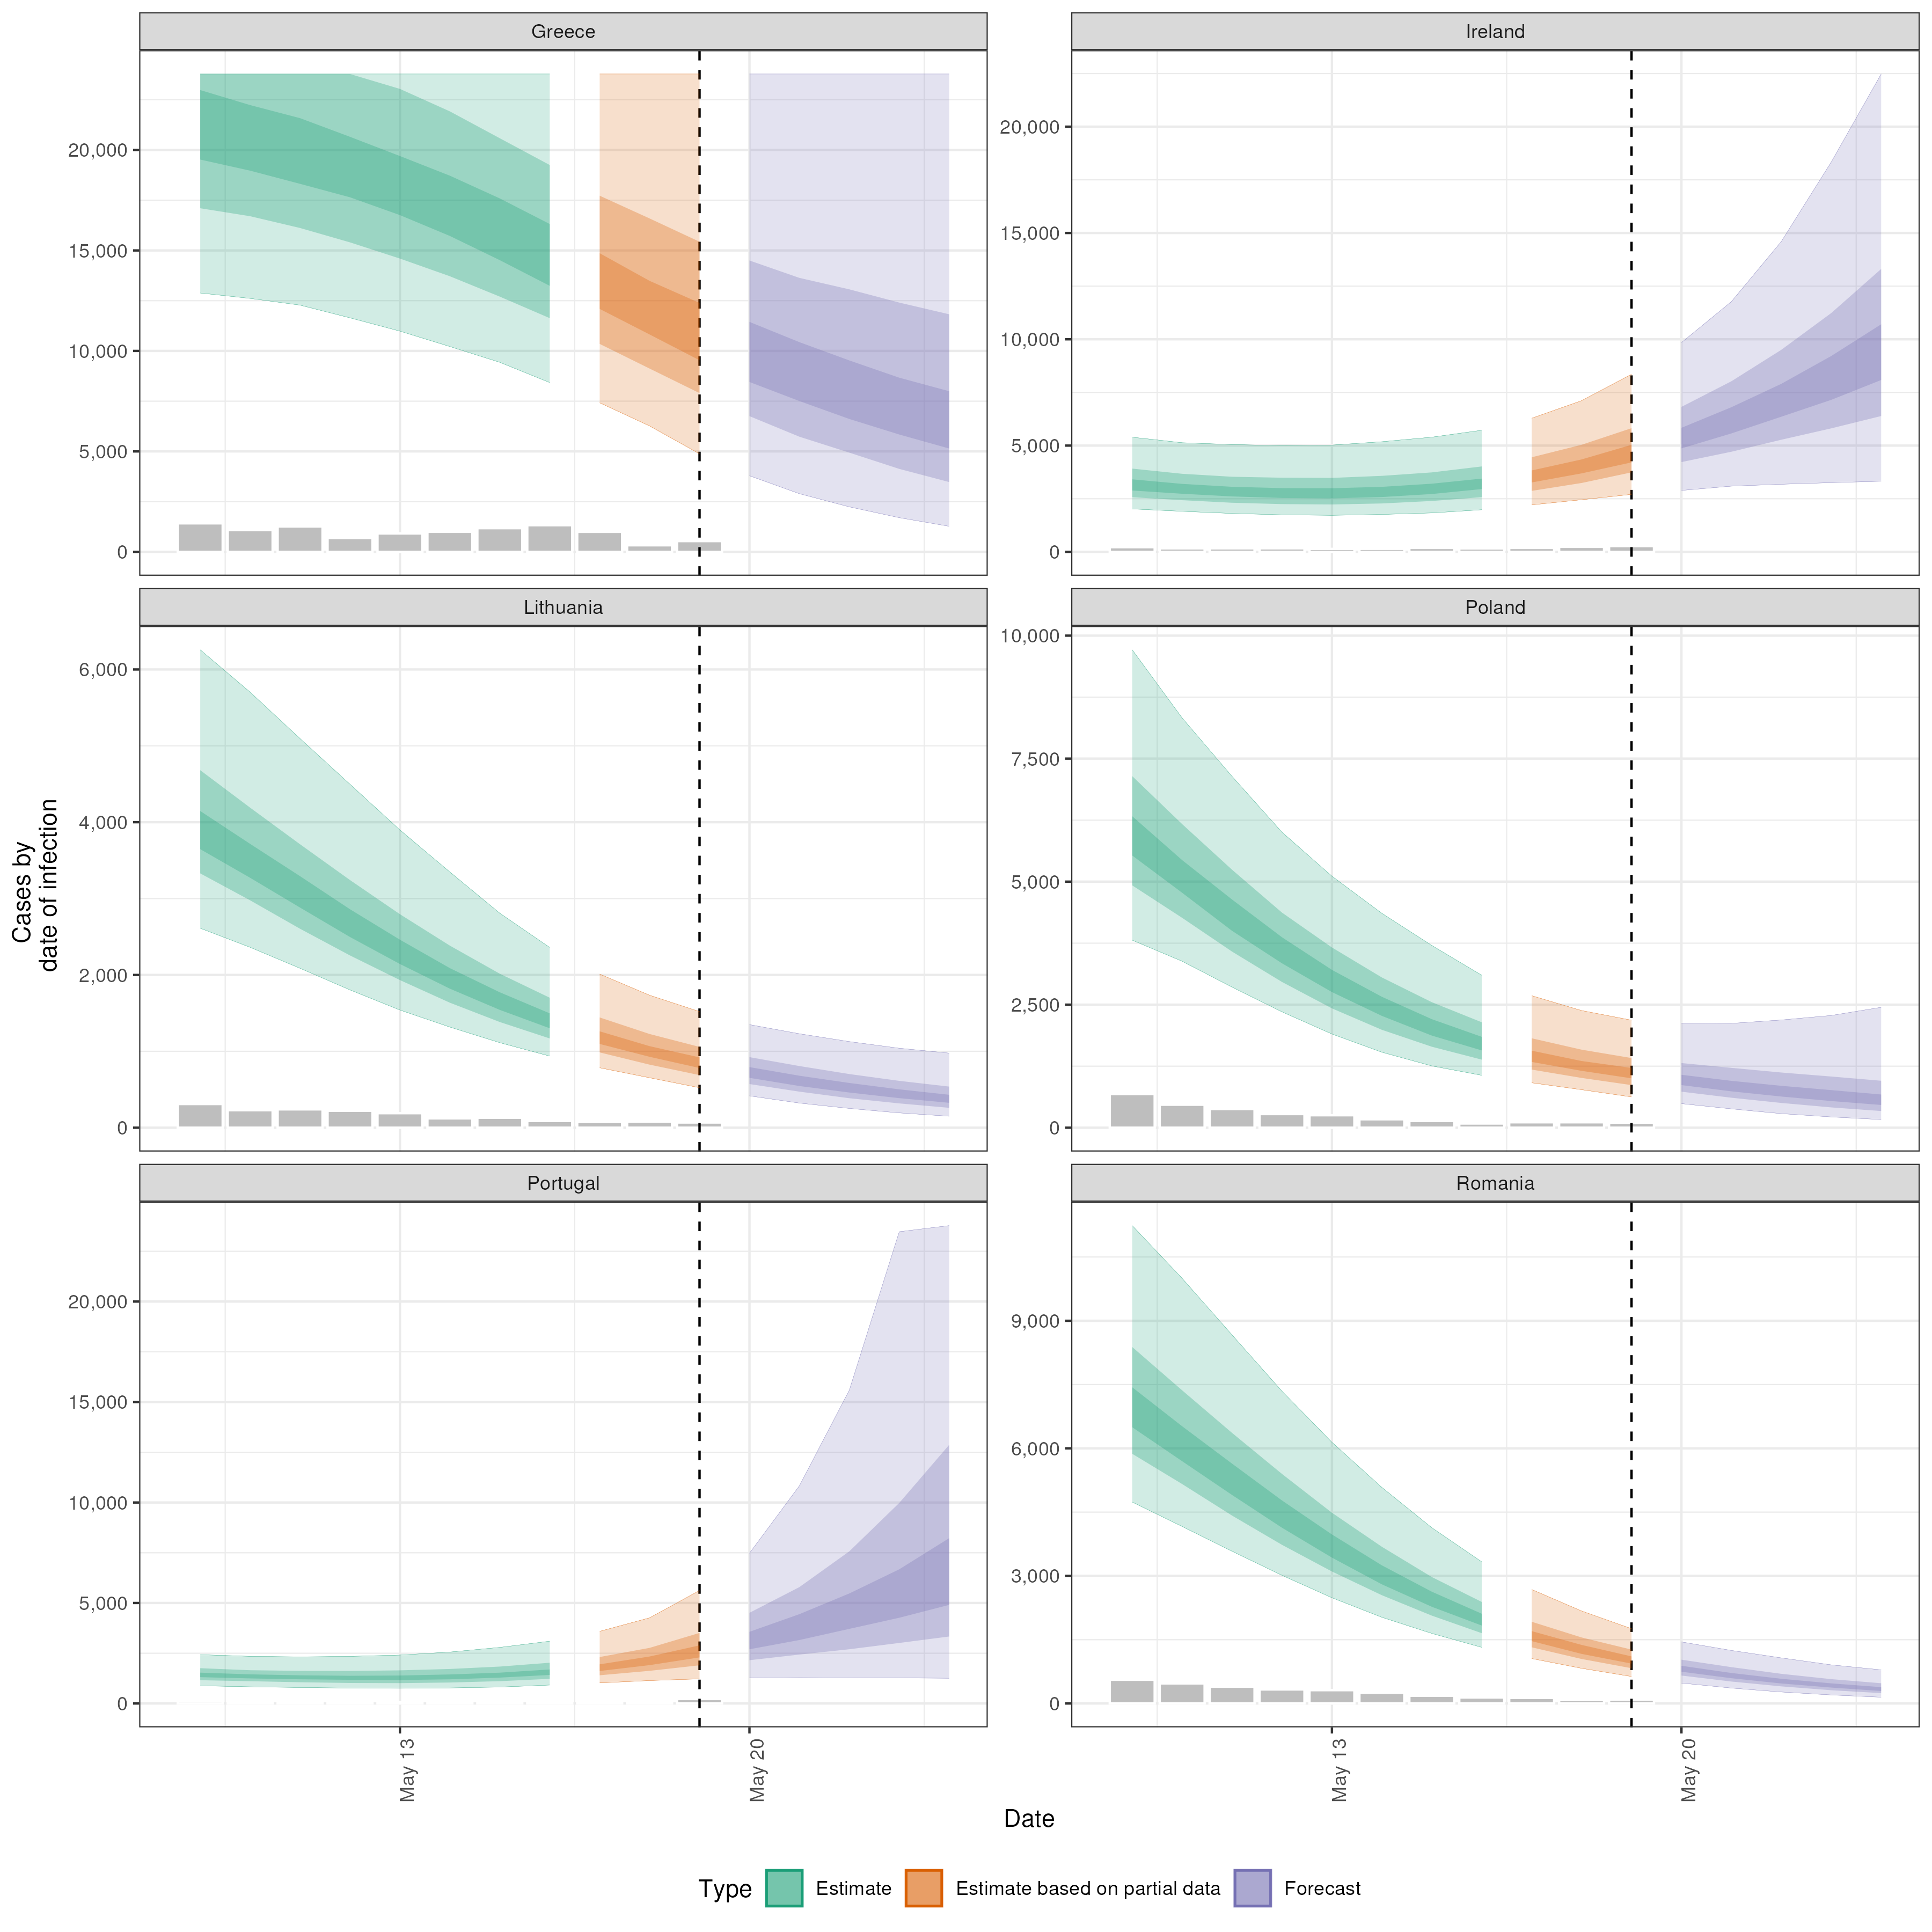 Greece
Ireland
20,000
15,000
10,000
5,000
0
20,000
15,000
10,000
5,000
0
Lithuania
Poland
6,000
4,000
2,000
0
10,000
7,500
5,000
2,500
0
Cases by
date of infection
Portugal
Romania
20,000
15,000
10,000
5,000
0
9,000
6,000
3,000
0
May 13
May 20
May 13
May 20
Date
Type Estimate Estimate based on partial data Forecast